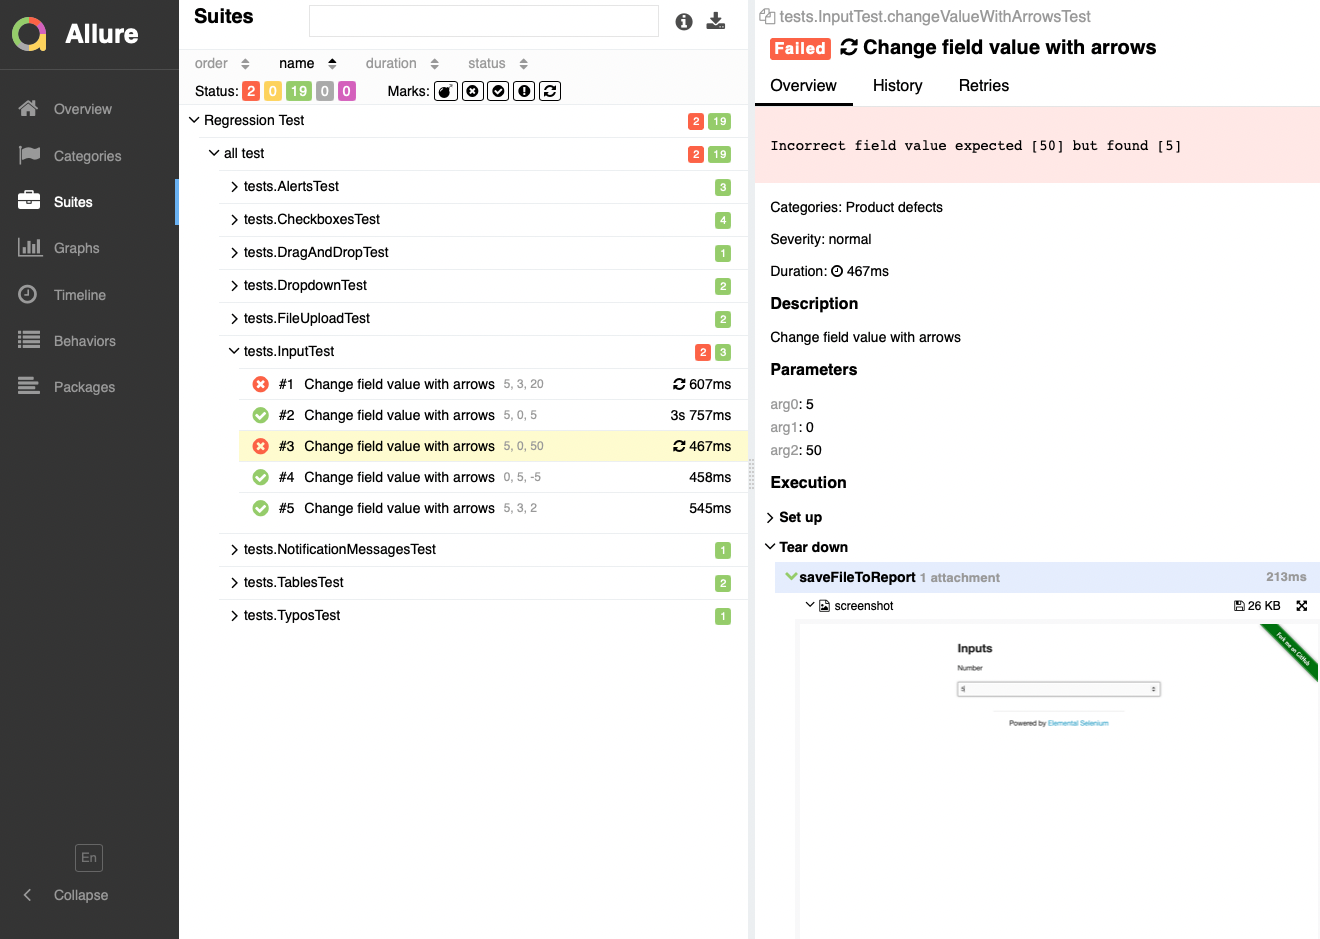 Allure
Overview
Categories
Suites
Graphs
Timeline
Behaviors
Packages
En
Collapse
Suites
order name duration status
Status: 2 0 19 0 0 Marks:
Regression Test 2 19
all test 2 19
tests.AlertsTest 3
tests.CheckboxesTest 4
tests.DragAndDropTest 1
tests.DropdownTest 2
tests.FileUploadTest 2
tests.InputTest 2 3
#1 Change field value with arrows 5, 3, 20 607ms
#2 Change field value with arrows 5, 0, 5 3s 757ms
#3 Change field value with arrows 5, 0, 50 467ms
#4 Change field value with arrows 0, 5, -5 458ms
#5 Change field value with arrows 5, 3, 2 545ms
tests.NotificationMessagesTest 1
tests.TablesTest 2
tests.TyposTest 1
tests.InputTest.changeValueWithArrowsTest
Failed Change field value with arrows
Overview History Retries
Incorrect field value expected [50] but found [5]
Categories: Product defects
Severity: normal
Duration: 467ms
Description
Change field value with arrows
Parameters
arg0: 5
arg1: 0
arg2: 50
Execution
Set up
Tear down
saveFileToReport 1 attachment 213ms
screenshot 26 KB
Fork me on GitHub
Inputs
Number
5
Powered by Elemental Selenium